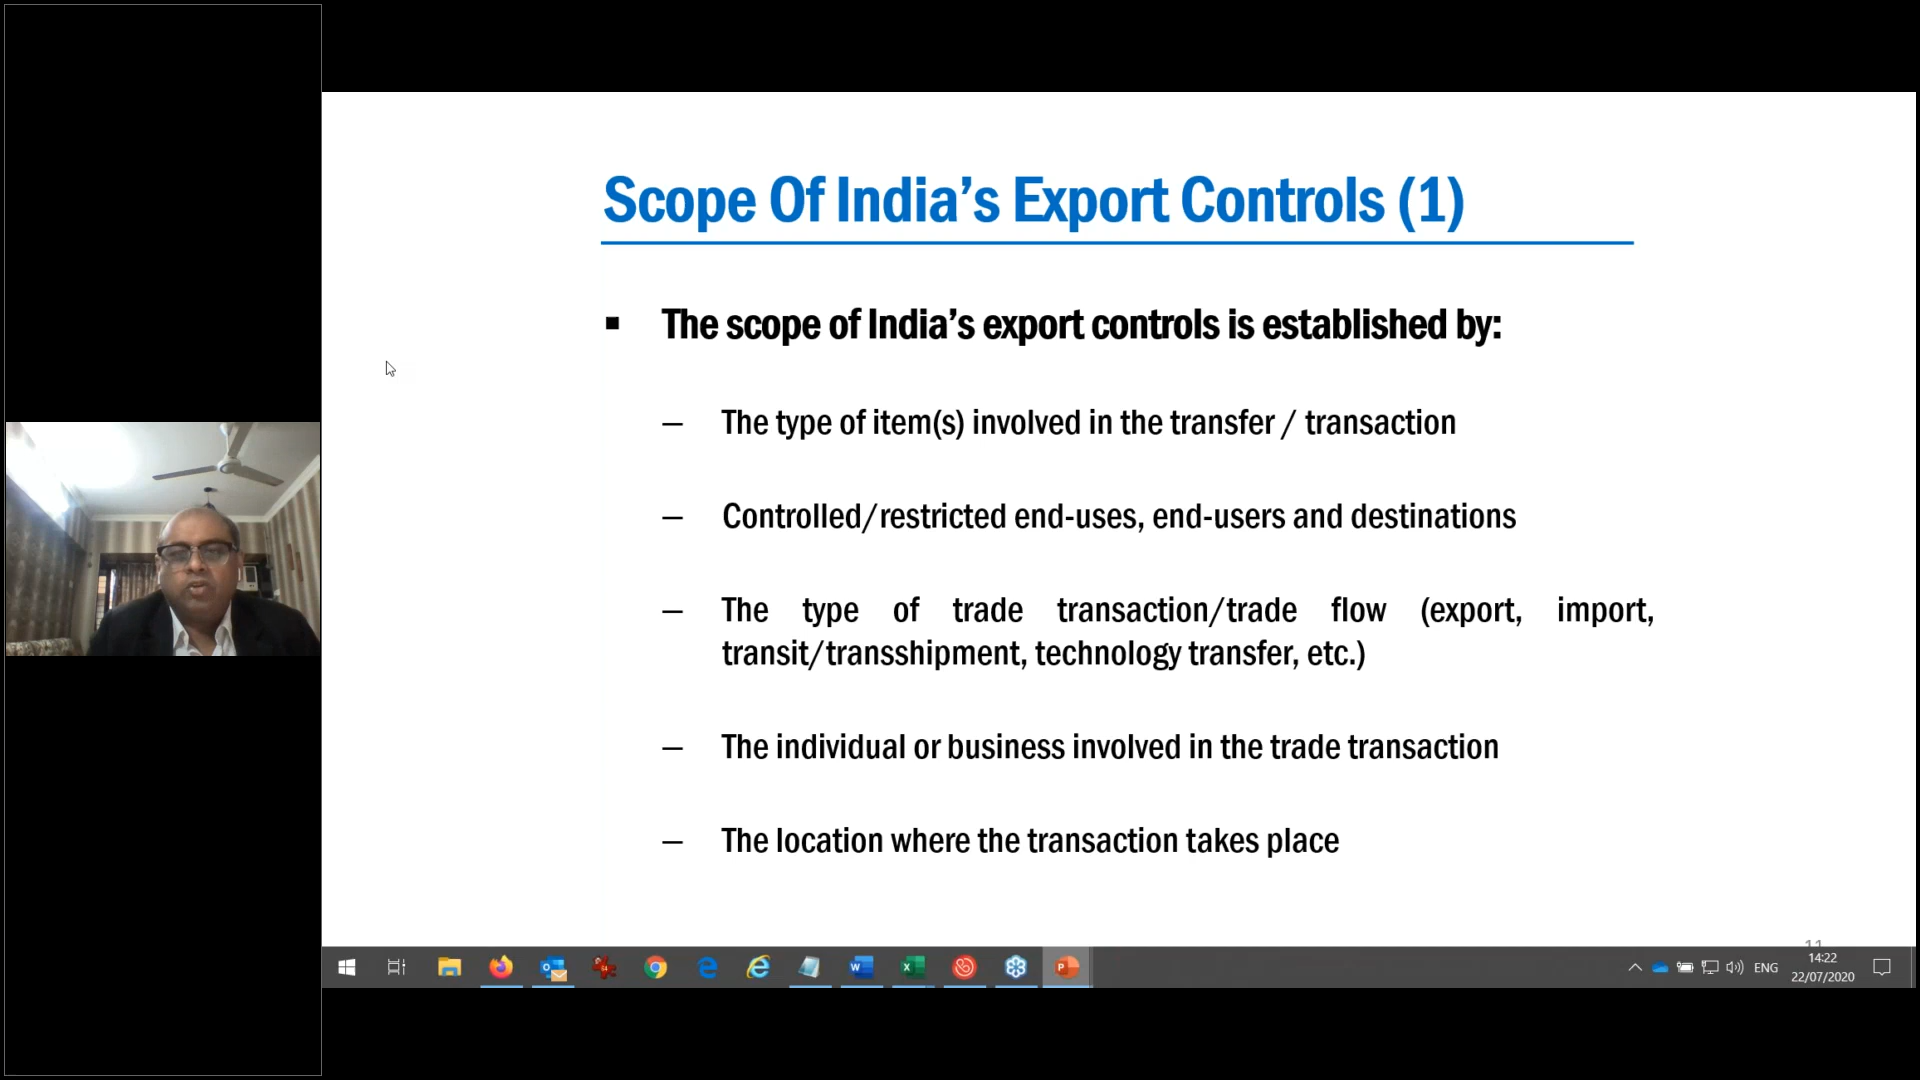 Scope Of India’s Export Controls (1)
▪ The scope of India’s export controls is established by:
– The type of item(s) involved in the transfer / transaction
– Controlled/restricted end-uses, end-users and destinations
– The type of trade transaction/trade flow (export, import,
transit/transshipment, technology transfer, etc.)
– The individual or business involved in the trade transaction
– The location where the transaction takes place
11
ENG
14:22
22/07/2020